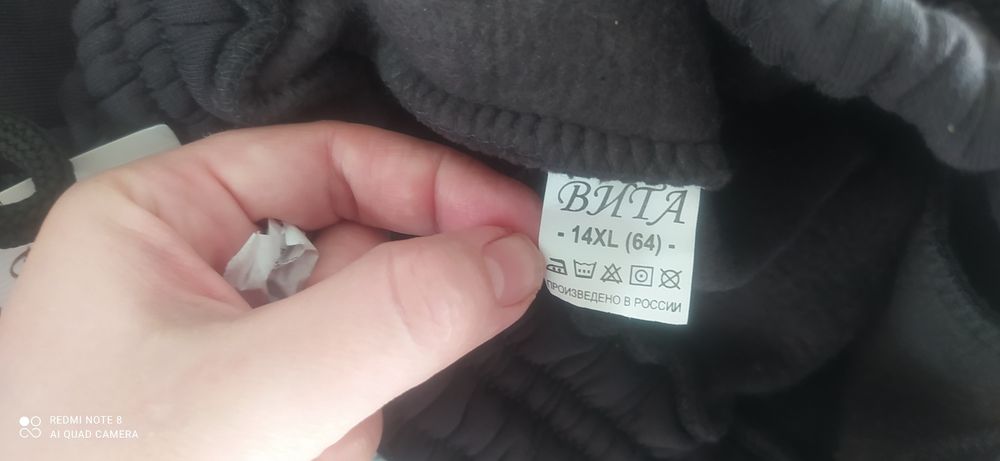 ВИТА
- 14XL (64) -
ПРОИЗВЕДЕНО В РОССИИ
REDMI NOTE 8
AI QUAD CAMERA